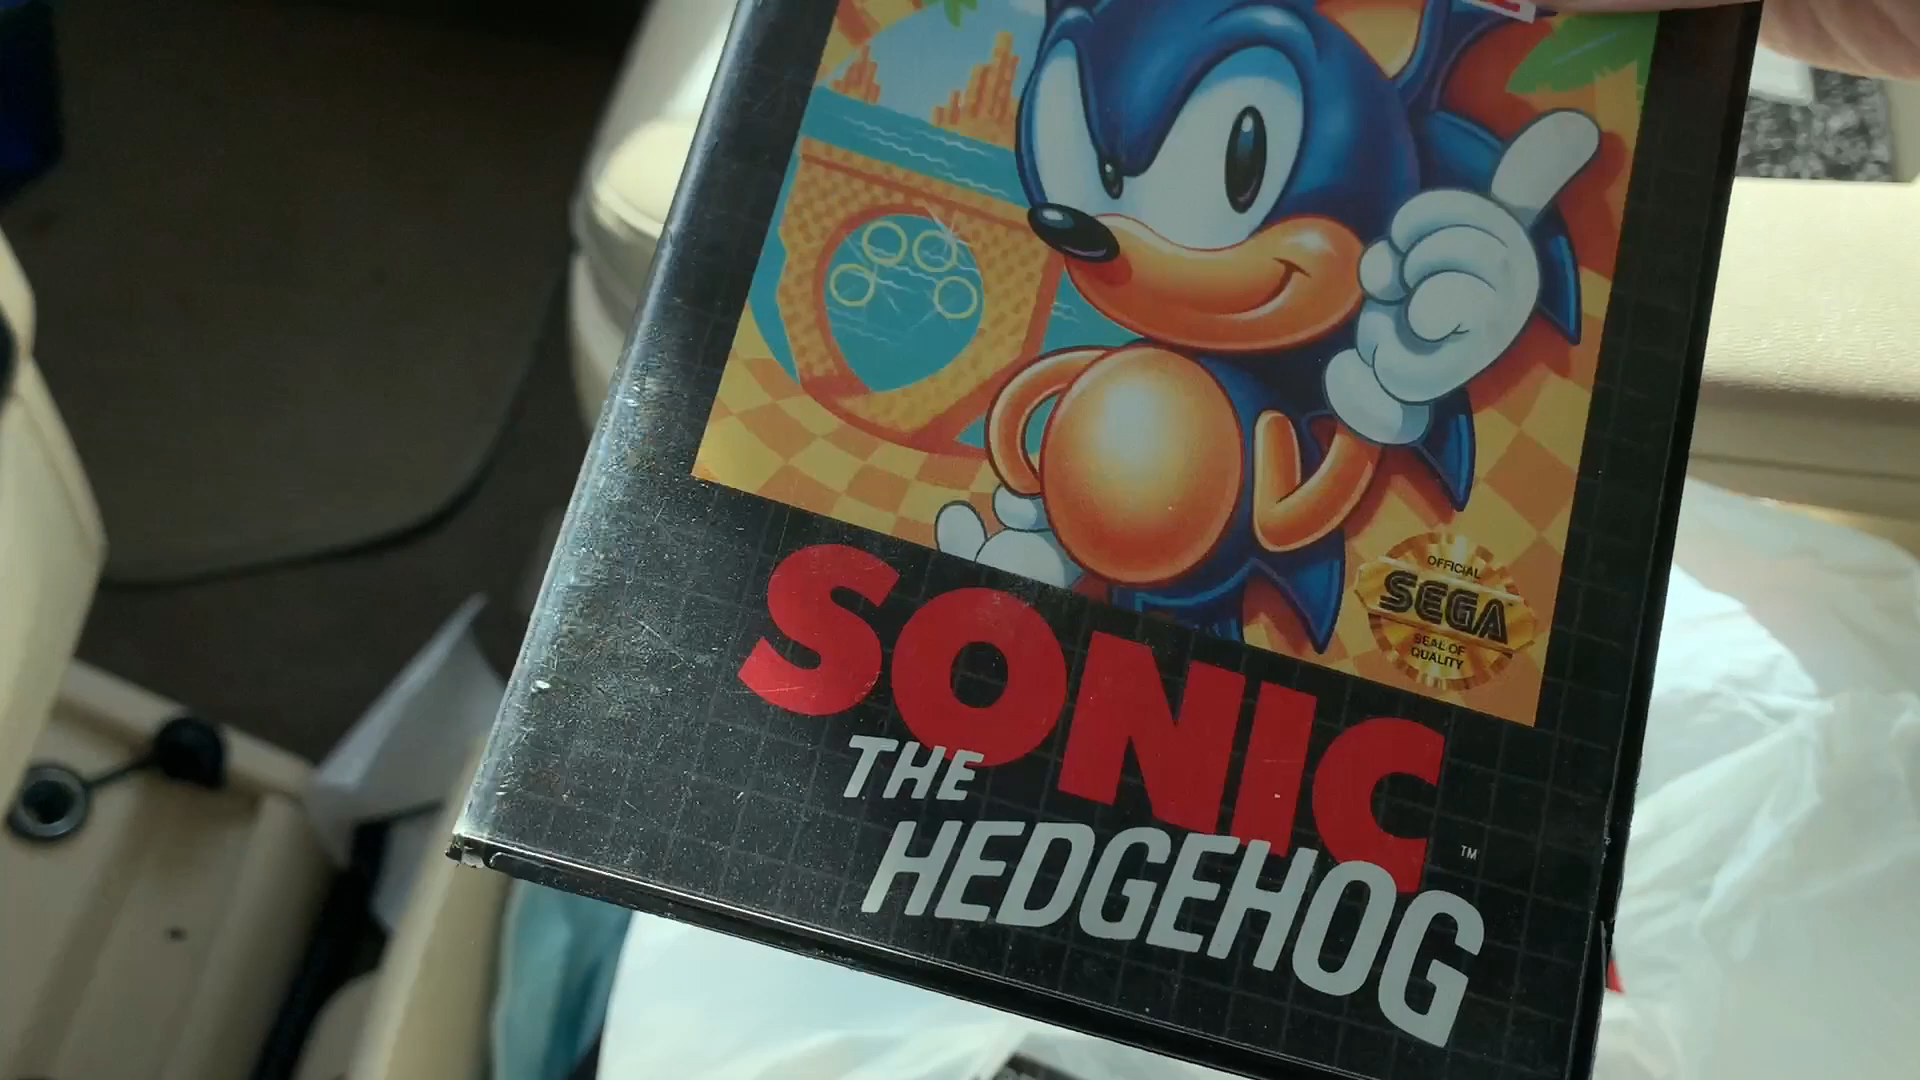 OFFICIAL
SEGA
SEAL OF
QUALITY
SONIC
THE
HEDGEHOG
TM